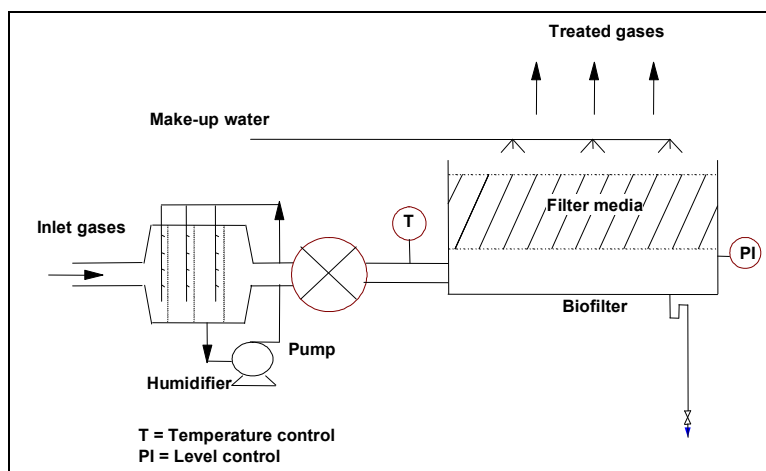 Treated gases
Make-up water
Inlet gases
T
Filter media
PI
Biofilter
Pump
Humidifier
T = Temperature control
PI = Level control